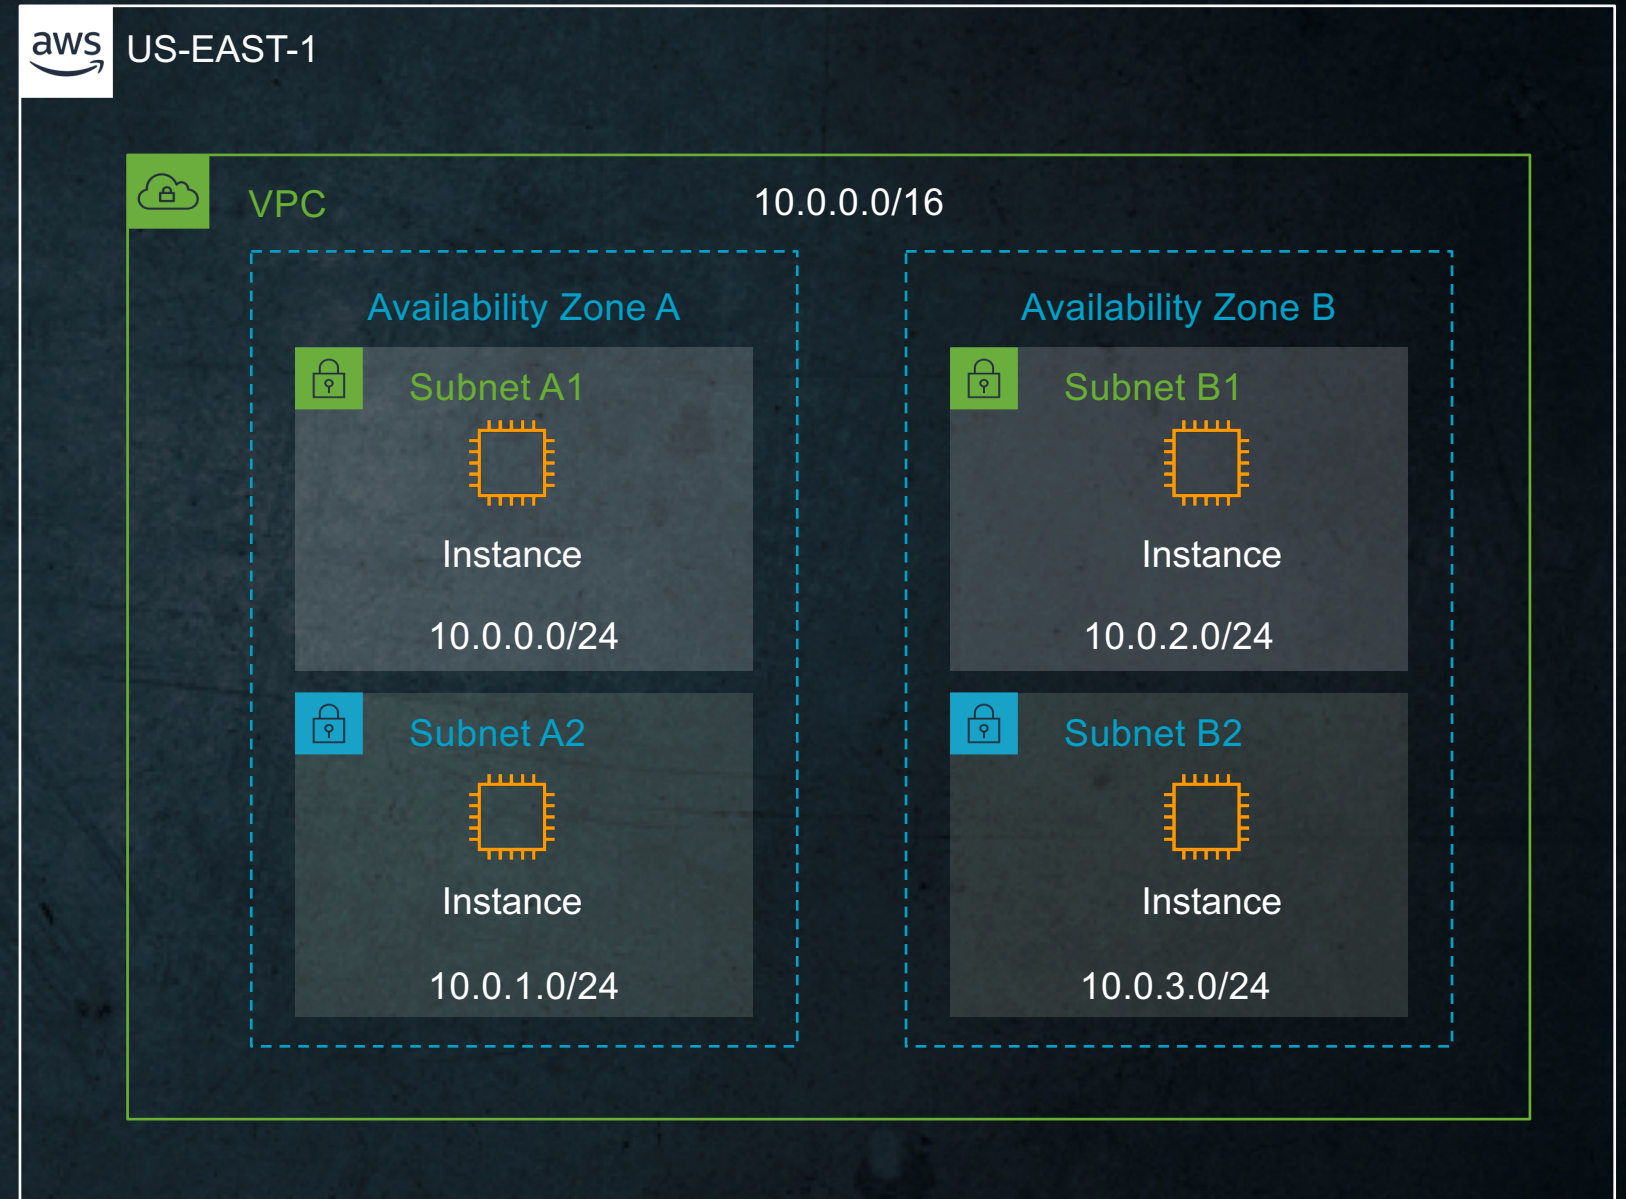 aws
US-EAST-1
VPC
10.0.0.0/16
Availability Zone A
Subnet A1
Instance
10.0.0.0/24
Subnet A2
Instance
10.0.1.0/24
Availability Zone B
Subnet B1
Instance
10.0.2.0/24
Subnet B2
Instance
10.0.3.0/24